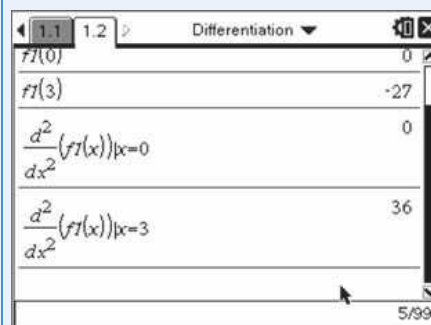 1.1 1.2 Differentiation
f1(0) 0
f1(3) -27
d²/dx²(f1(x))|x=0 0
d²/dx²(f1(x))|x=3 36
5/99